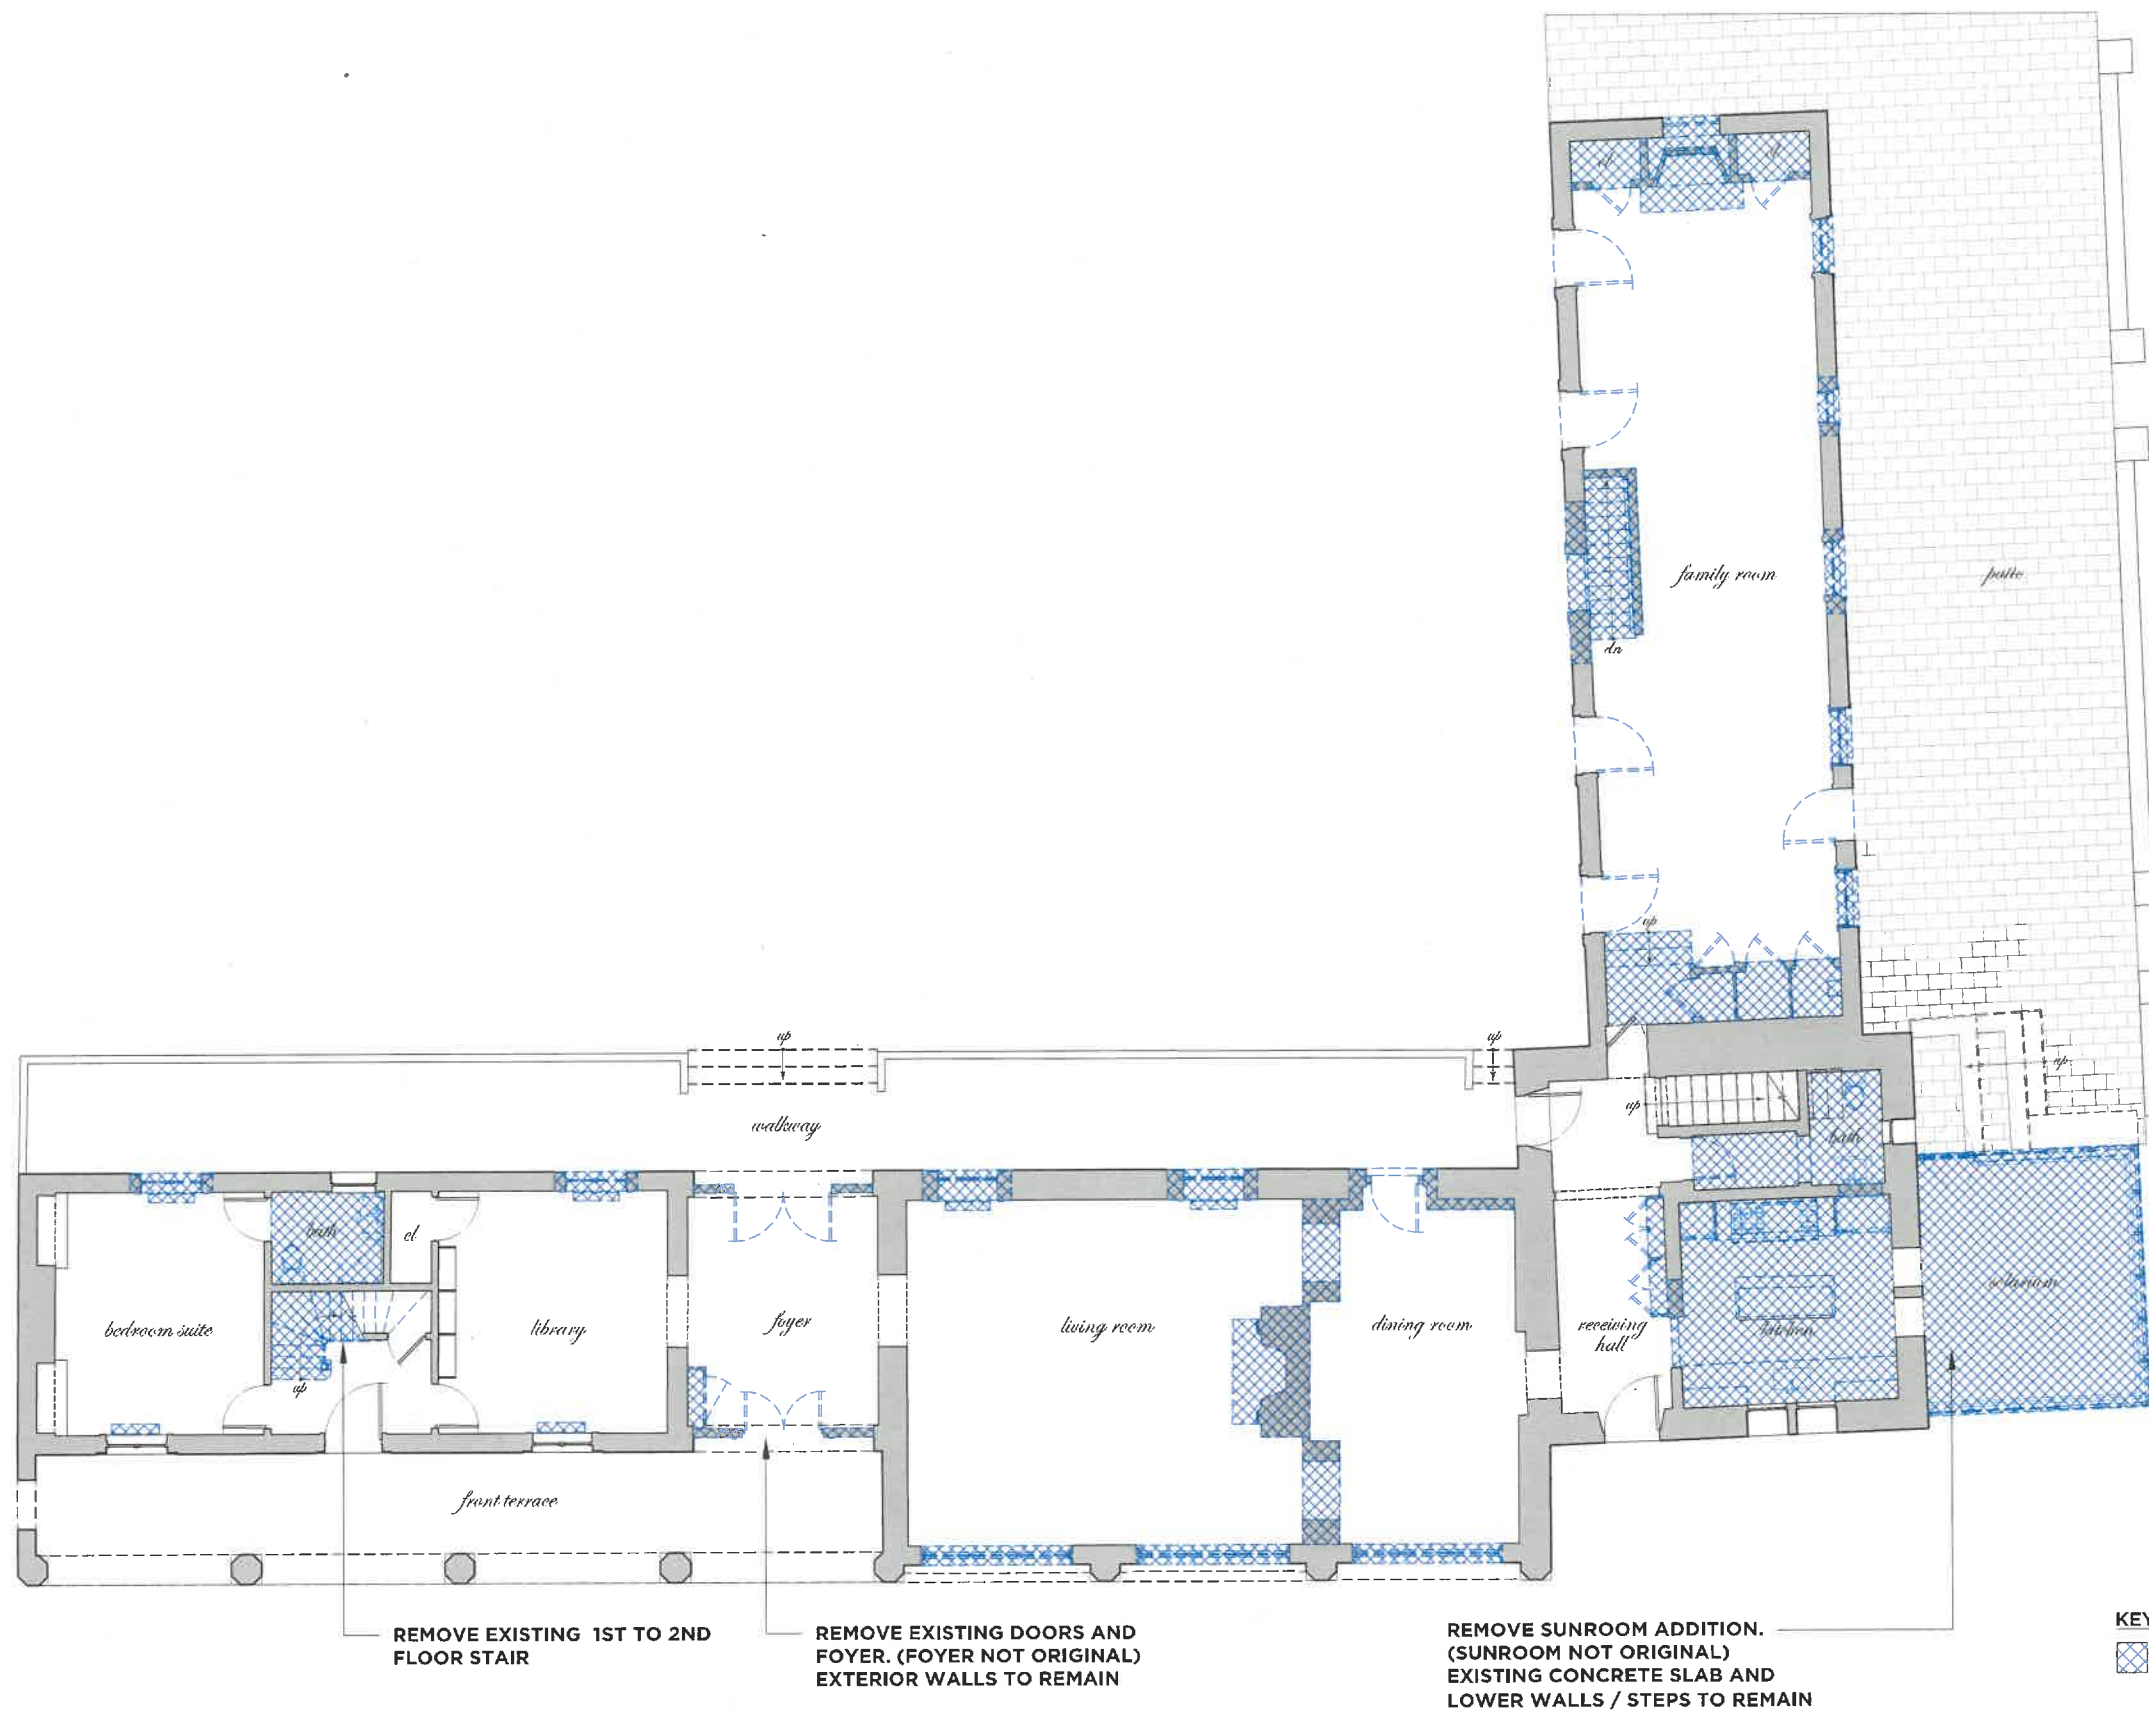 cl
cl
family room
patio
dn
up
up
up
up
up
walkway
bath
bath
cl
bedroom suite
library
foyer
living room
dining room
receiving
hall
kitchen
solarium
up
front terrace
REMOVE EXISTING 1ST TO 2ND
FLOOR STAIR
REMOVE EXISTING DOORS AND
FOYER. (FOYER NOT ORIGINAL)
EXTERIOR WALLS TO REMAIN
REMOVE SUNROOM ADDITION.
(SUNROOM NOT ORIGINAL)
EXISTING CONCRETE SLAB AND
LOWER WALLS / STEPS TO REMAIN
KEY